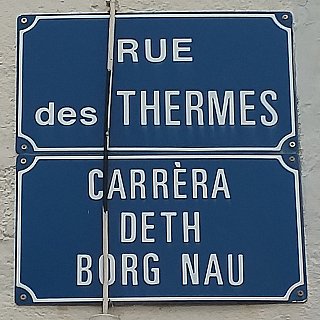 RUE
des THERMES
CARRÈRA
DETH
BORG NAU